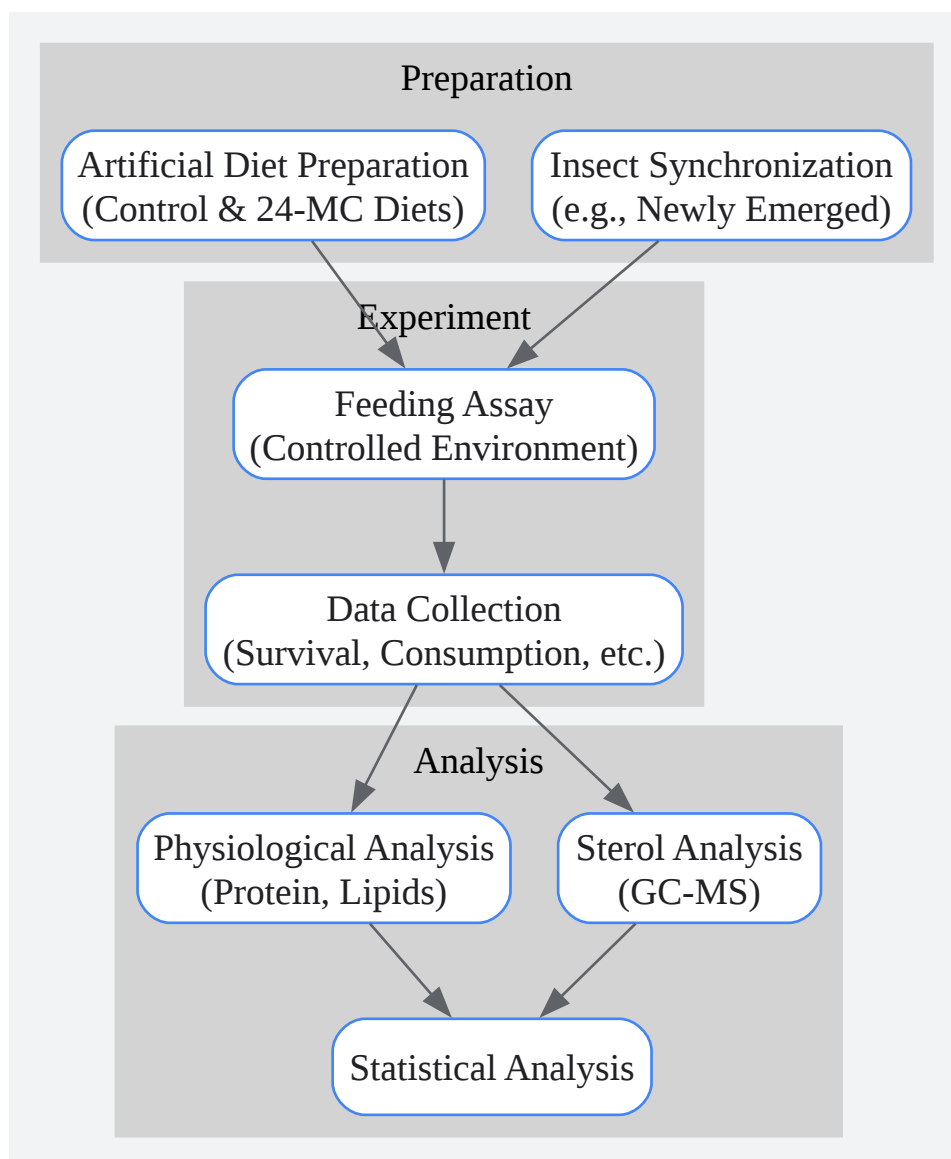 Preparation
Artificial Diet Preparation
(Control & 24-MC Diets)
Insect Synchronization
(e.g., Newly Emerged)
Experiment
Feeding Assay
(Controlled Environment)
Data Collection
(Survival, Consumption, etc.)
Analysis
Physiological Analysis
(Protein, Lipids)
Sterol Analysis
(GC-MS)
Statistical Analysis